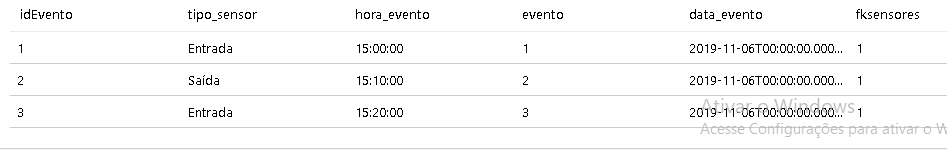 idEvento tipo_sensor hora_evento evento data_evento fksensores
1 Entrada 15:00:00 1 2019-11-06T00:00:00.000... 1
2 Saída 15:10:00 2 2019-11-06T00:00:00.000... 1
3 Entrada 15:20:00 3 2019-11-06T00:00:00.000... 1
Ativar o Windows
Acesse Configurações para ativar o W